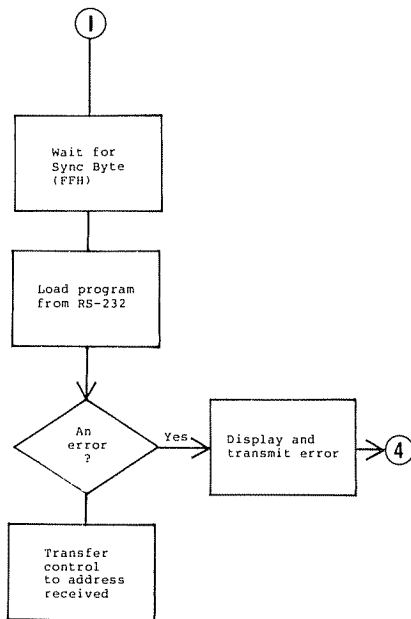 1
Wait for
Sync Byte
(FFH)
Load program
from RS-232
An
error
?
Yes
Display and
transmit error
4
Transfer
control
to address
received